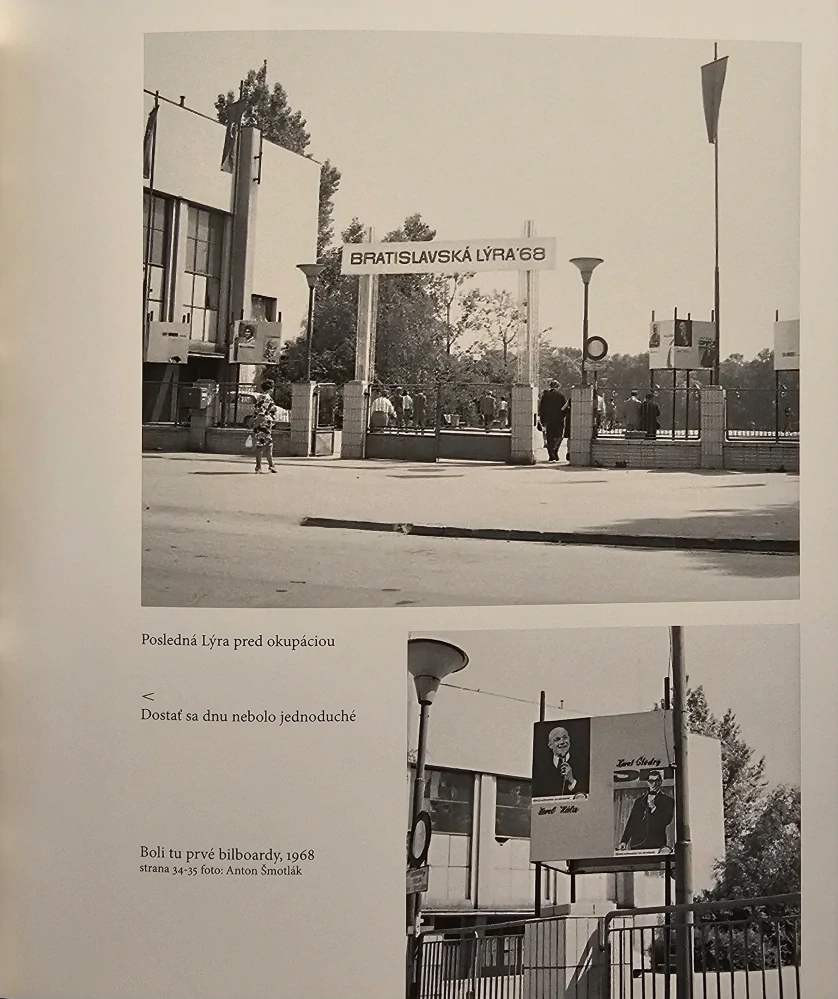 BRATISLAVSKÁ LÝRA'68
Posledná Lýra pred okupáciou
<
Dostať sa dnu nebolo jednoduché
Karel Štědrý
Karel Hála
Boli tu prvé bilboardy, 1968
strana 34-35 foto: Anton Šmotlák